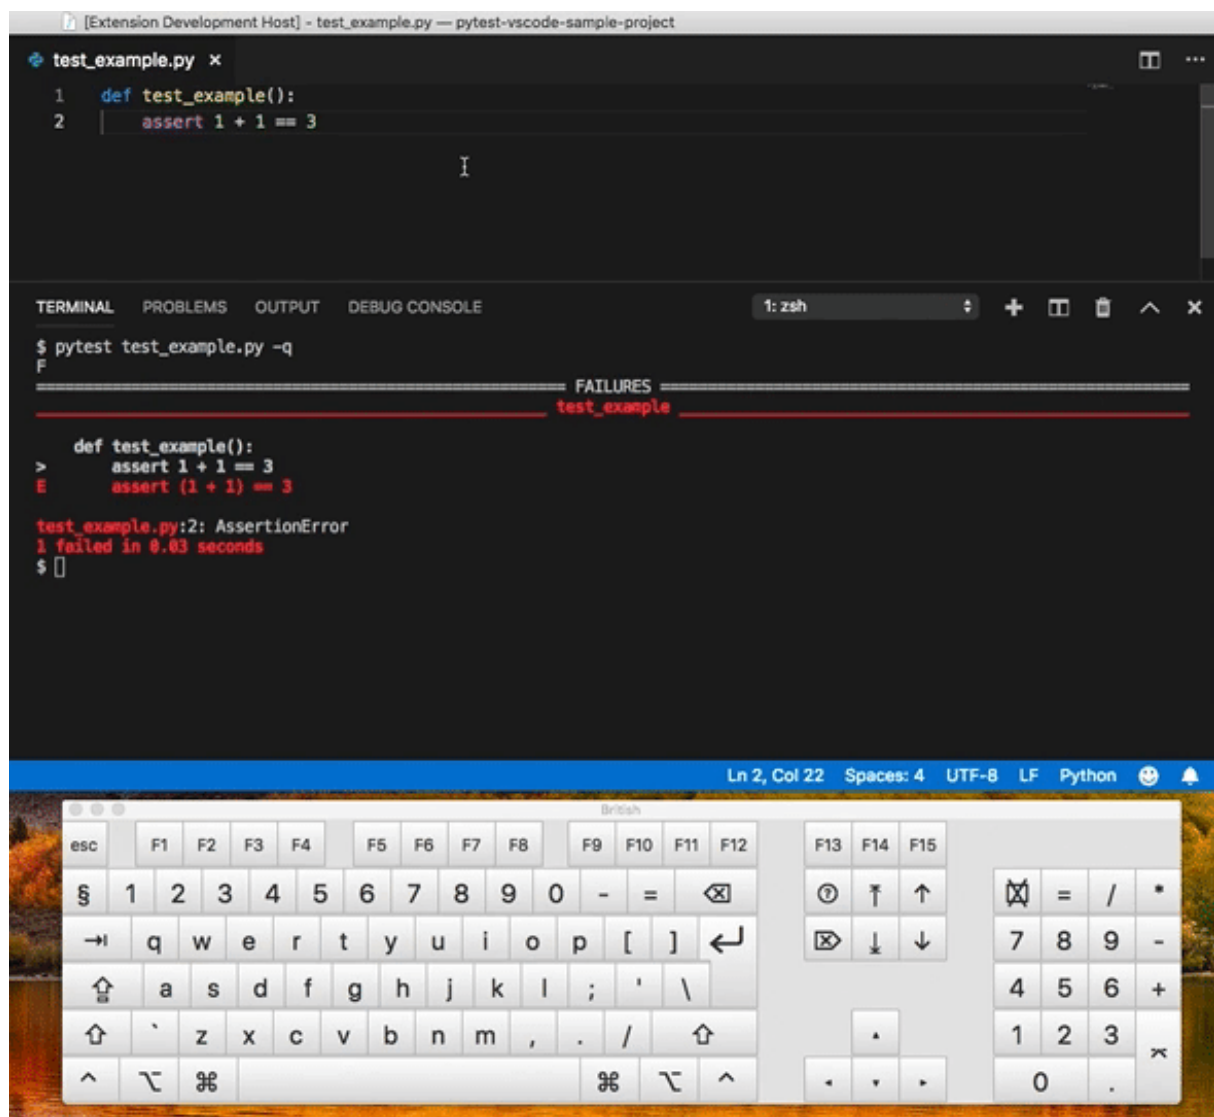 [Extension Development Host] - test_example.py — pytest-vscode-sample-project
test_example.py ×
1 def test_example():
2 assert 1 + 1 == 3
TERMINAL PROBLEMS OUTPUT DEBUG CONSOLE 1: zsh
$ pytest test_example.py -q
F
FAILURES
test_example
def test_example():
> assert 1 + 1 == 3
E assert (1 + 1) == 3
test_example.py:2: AssertionError
1 failed in 0.03 seconds
$
Ln 2, Col 22 Spaces: 4 UTF-8 LF Python
British
esc F1 F2 F3 F4 F5 F6 F7 F8 F9 F10 F11 F12 F13 F14 F15
§ 1 2 3 4 5 6 7 8 9 0 - = = / *
q w e r t y u i o p [ ] 7 8 9 -
a s d f g h j k l ; ' \ 4 5 6 +
` z x c v b n m , . / 1 2 3
^ ⌥ ⌘ ⌘ ⌥ ^ 0 .